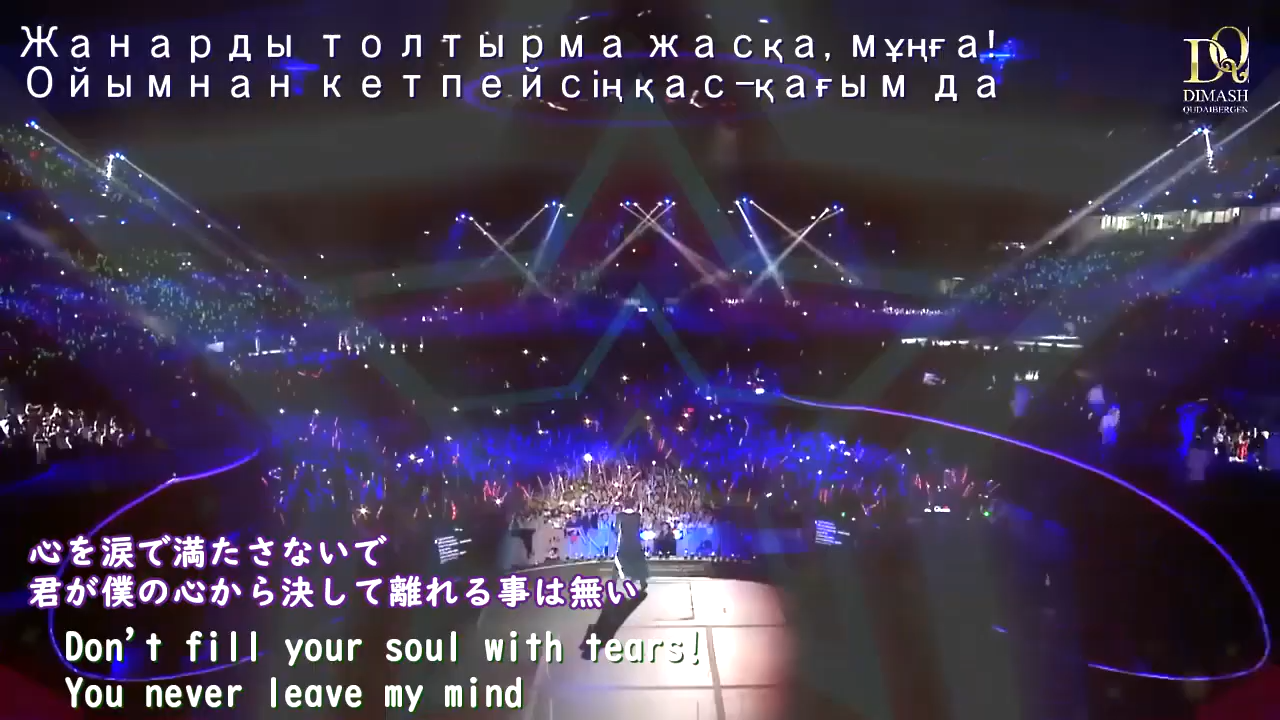 Жанарды толтырма жасқа, мұңға!
Ойымнан кетпейсің қас-қағым да
DQ
DIMASH
QUDAIBERGEN
心を涙で満たさないで
君が僕の心から決して離れる事は無い
Don't fill your soul with tears!
You never leave my mind